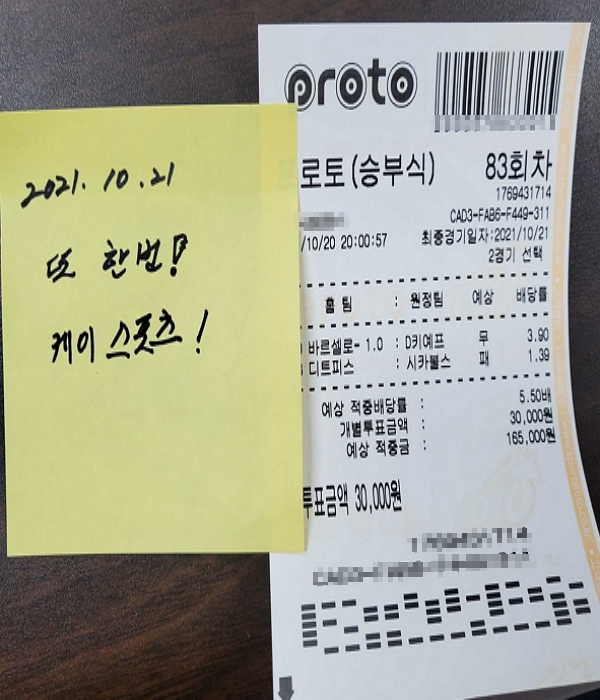 2021. 10. 21
또 한번!
케이 스폿츠!
proto
로토(승부식) 83회차
1769431714
CAD3-FAB6-F449-311
/10/20 20:00:57 최종경기일자:2021/10/21
2경기 선택
홈 팀 : 원정팀 예상 배당률
바르셀로- 1.0 : D키예프 무 3.90
디트피스 : 시카불스 패 1.39
예상 적중배당률 : 5.50배
개별투표금액 : 30,000원
예상 적중금 : 165,000원
투표금액 30,000원